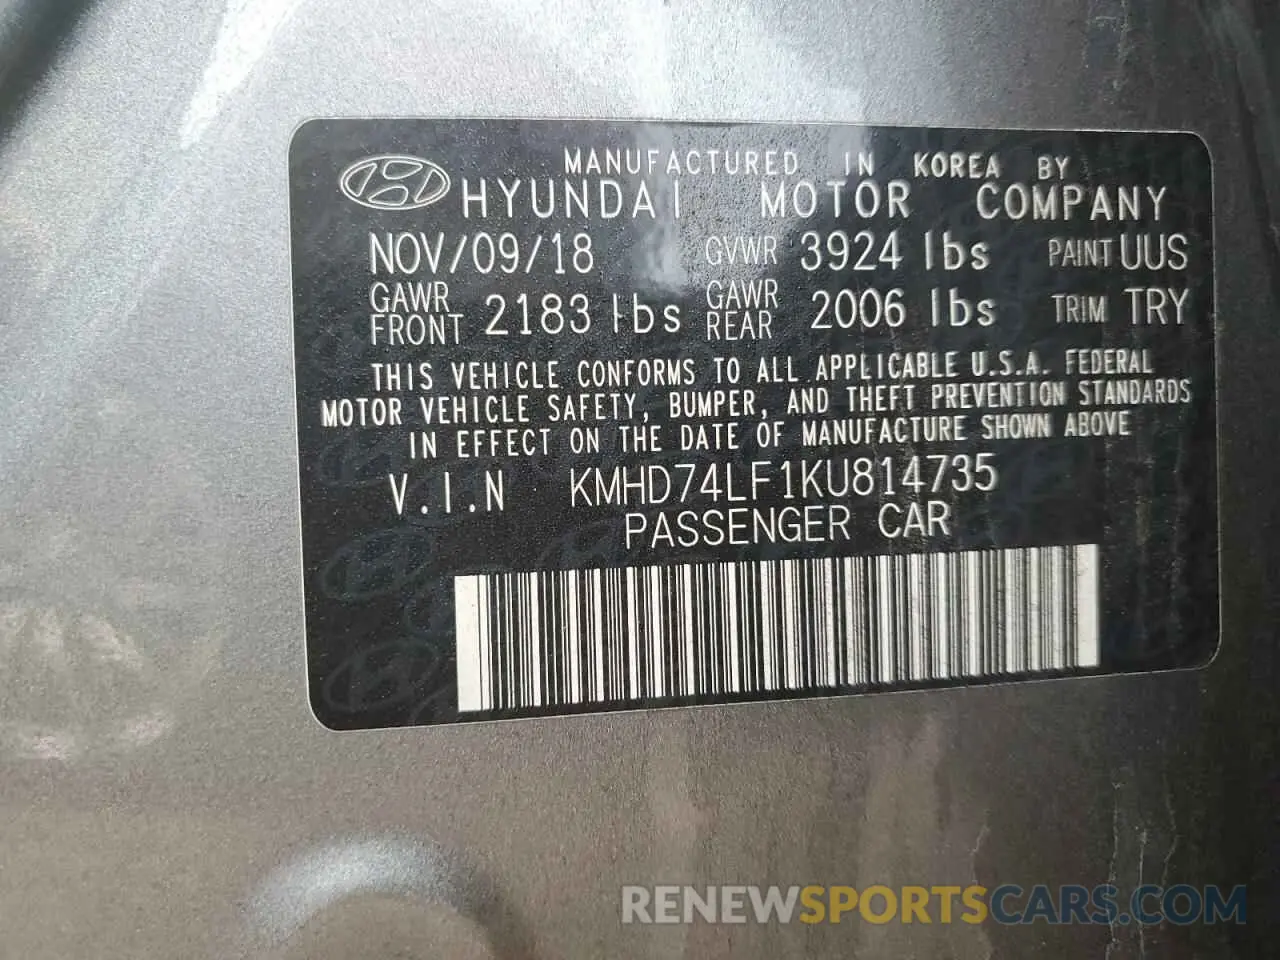 MANUFACTURED IN KOREA BY
HYUNDAI MOTOR COMPANY
NOV/09/18 GVWR 3924 lbs PAINT UUS
GAWR FRONT 2183 lbs GAWR REAR 2006 lbs TRIM TRY
THIS VEHICLE CONFORMS TO ALL APPLICABLE U.S.A. FEDERAL
MOTOR VEHICLE SAFETY, BUMPER, AND THEFT PREVENTION STANDARDS
IN EFFECT ON THE DATE OF MANUFACTURE SHOWN ABOVE
V.I.N KMHD74LF1KU814735
PASSENGER CAR
RENEWSPORTSCARS.COM